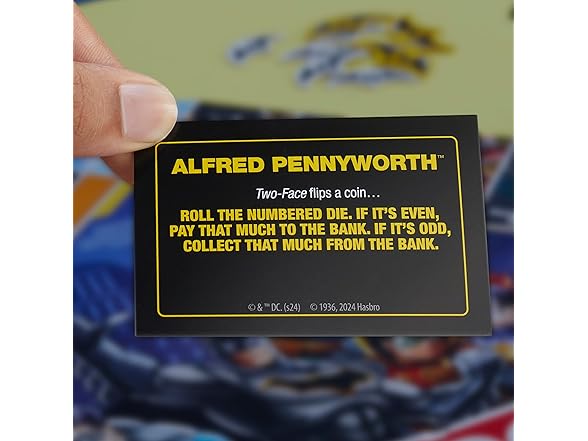 ALFRED PENNYWORTH™
Two-Face flips a coin...
ROLL THE NUMBERED DIE. IF IT'S EVEN,
PAY THAT MUCH TO THE BANK. IF IT'S ODD,
COLLECT THAT MUCH FROM THE BANK.
© & ™ DC. (s24) © 1936, 2024 Hasbro